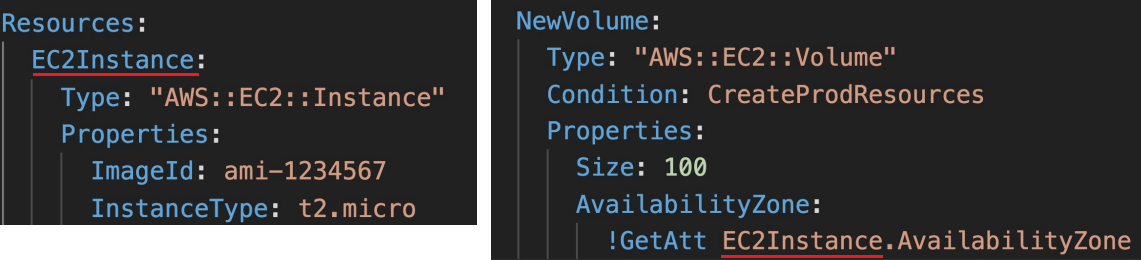 Resources:
EC2Instance:
Type: "AWS::EC2::Instance"
Properties:
ImageId: ami-1234567
InstanceType: t2.micro
NewVolume:
Type: "AWS::EC2::Volume"
Condition: CreateProdResources
Properties:
Size: 100
AvailabilityZone:
!GetAtt EC2Instance.AvailabilityZone